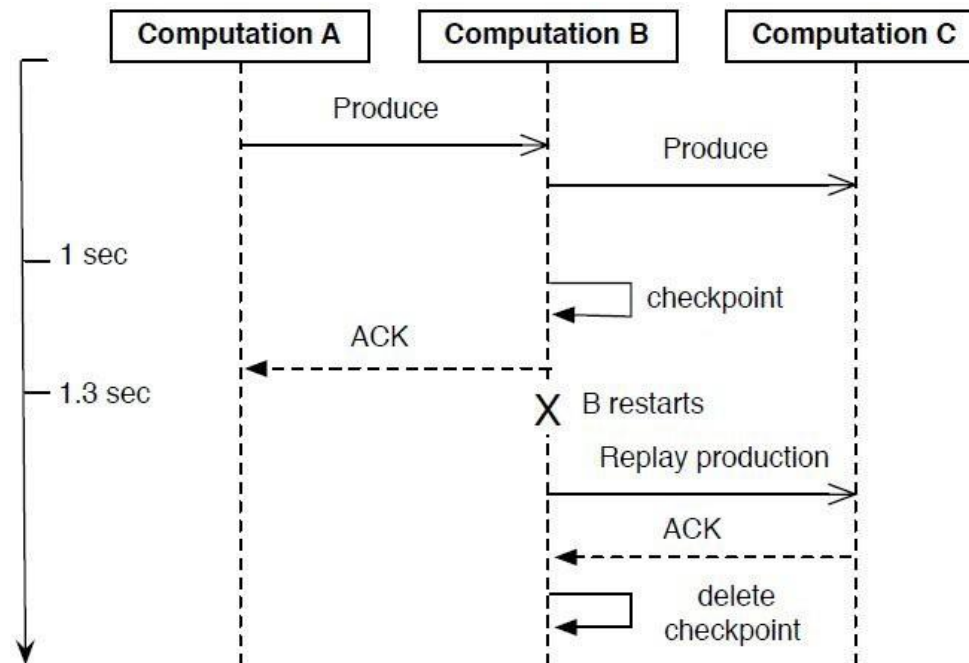 Computation A
Computation B
Computation C
Produce
Produce
1 sec
checkpoint
ACK
1.3 sec
X
B restarts
Replay production
ACK
delete
checkpoint